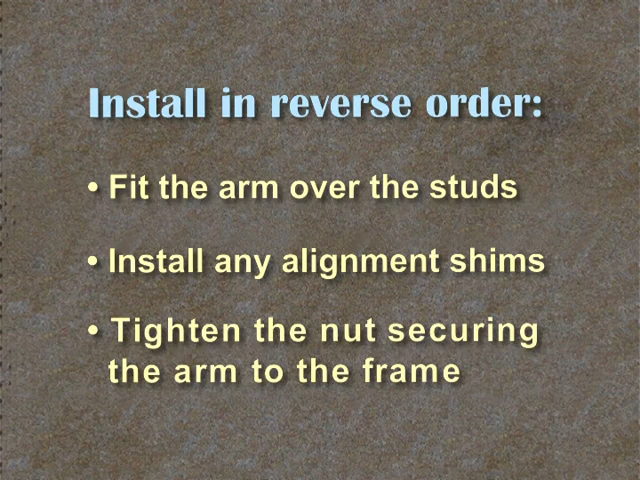 Install in reverse order:
• Fit the arm over the studs
• Install any alignment shims
• Tighten the nut securing
the arm to the frame